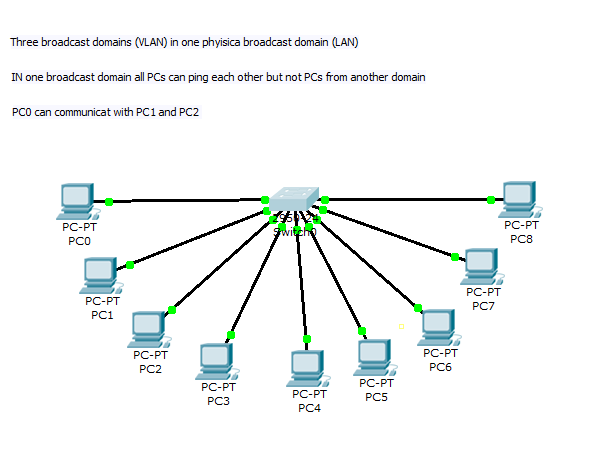 Three broadcast domains (VLAN) in one phyisica broadcast domain (LAN)
IN one broadcast domain all PCs can ping each other but not PCs from another domain
PC0 can communicat with PC1 and PC2
PC-PT
PC0
2950-24
Switch0
PC-PT
PC8
PC-PT
PC1
PC-PT
PC7
PC-PT
PC2
PC-PT
PC6
PC-PT
PC3
PC-PT
PC4
PC-PT
PC5